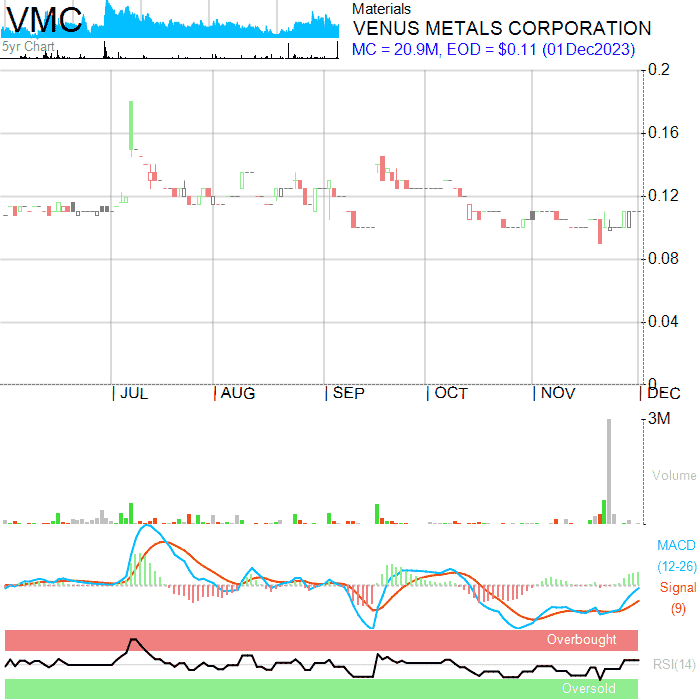 VMC
5yr Chart
Materials
VENUS METALS CORPORATION
MC = 20.9M, EOD = $0.11 (01Dec2023)
0.2
0.16
0.12
0.08
0.04
0
| JUL | AUG | SEP | OCT | NOV | DEC
3M
Volume
MACD
(12-26)
Signal
(9)
Overbought
RSI(14)
Oversold